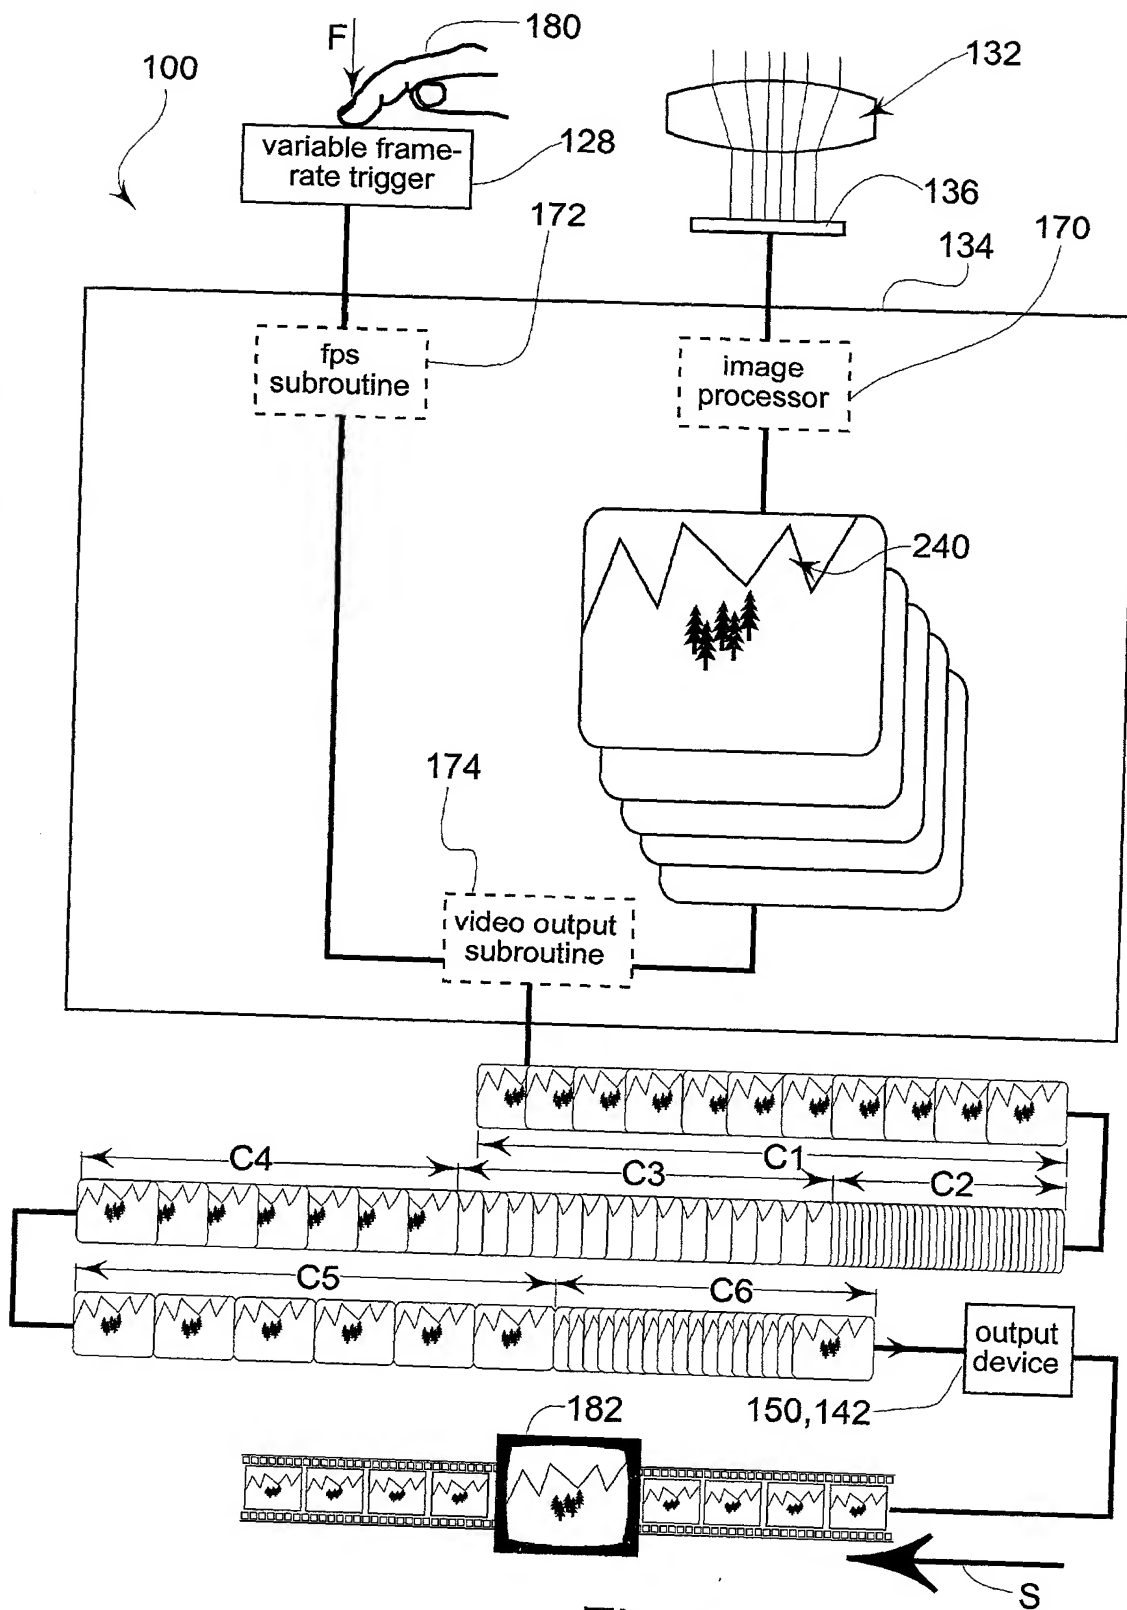 F
180
100
132
variable frame-
rate trigger
128
136
172
170
134
fps
subroutine
image
processor
240
174
video output
subroutine
C1
C4
C3
C2
C5
C6
output
device
150,142
182
S